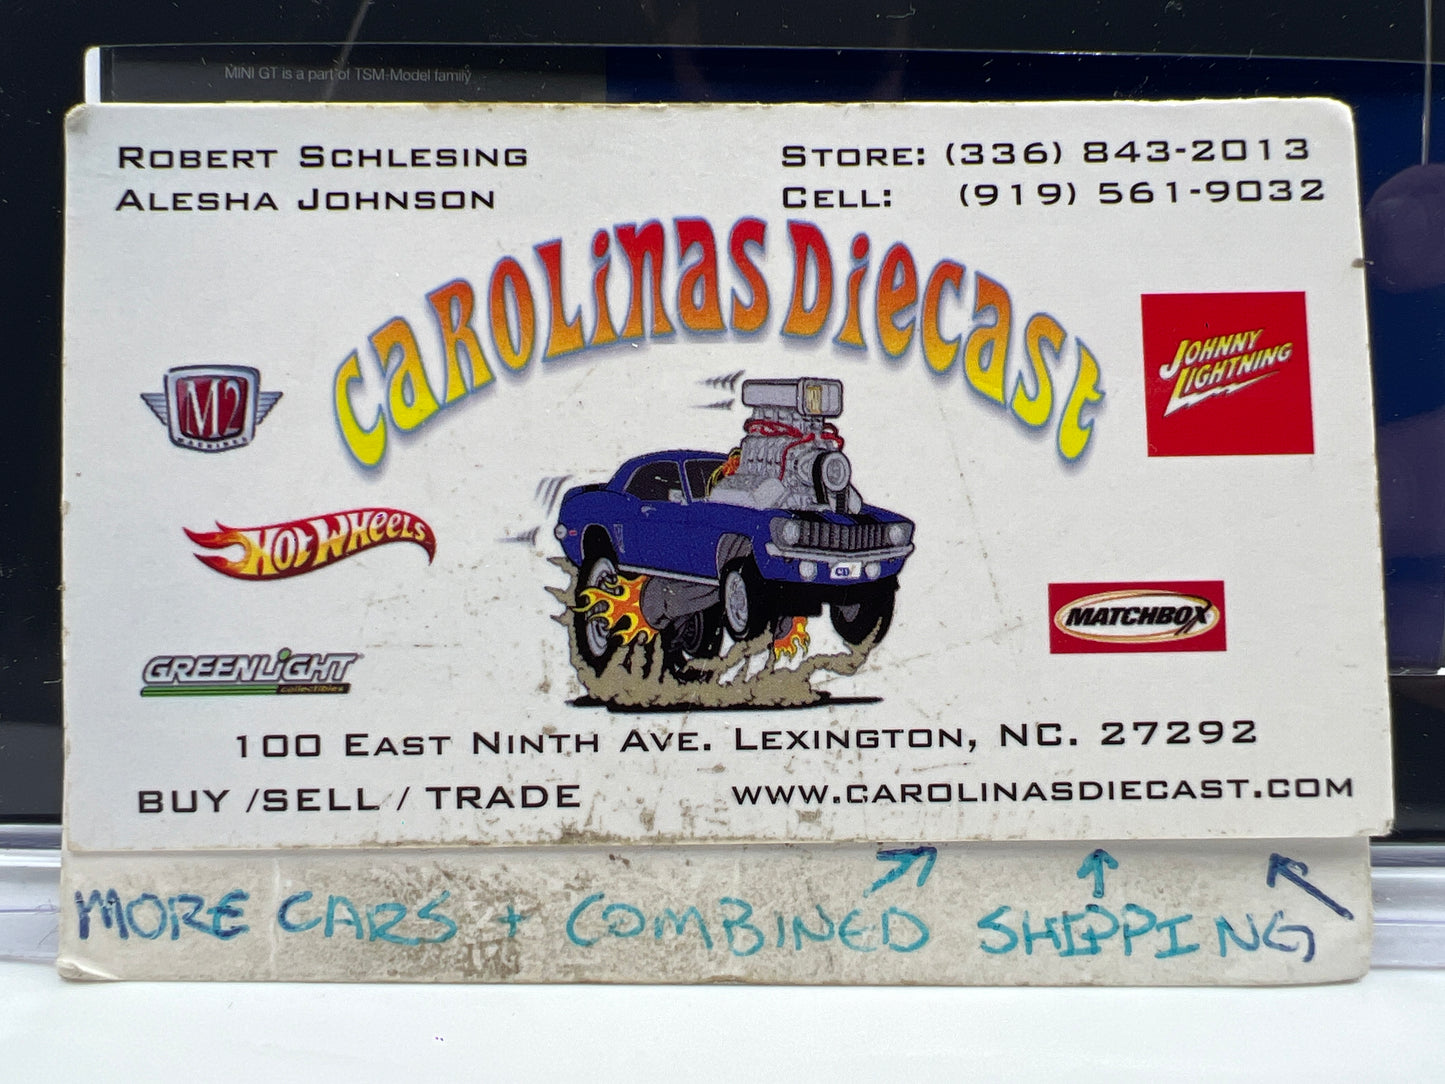 MINI GT is a part of TSM-Model family
ROBERT SCHLESING
ALESHA JOHNSON
STORE: (336) 843-2013
CELL: (919) 561-9032
CAROLINAS DIECAST
M2
MACHINES
JOHNNY
LIGHTNING
HOT WHEELS
MATCHBOX
GREENLIGHT
collectibles
100 EAST NINTH AVE. LEXINGTON, NC. 27292
BUY /SELL / TRADE
WWW.CAROLINASDIECAST.COM
MORE CARS + COMBINED SHIPPING